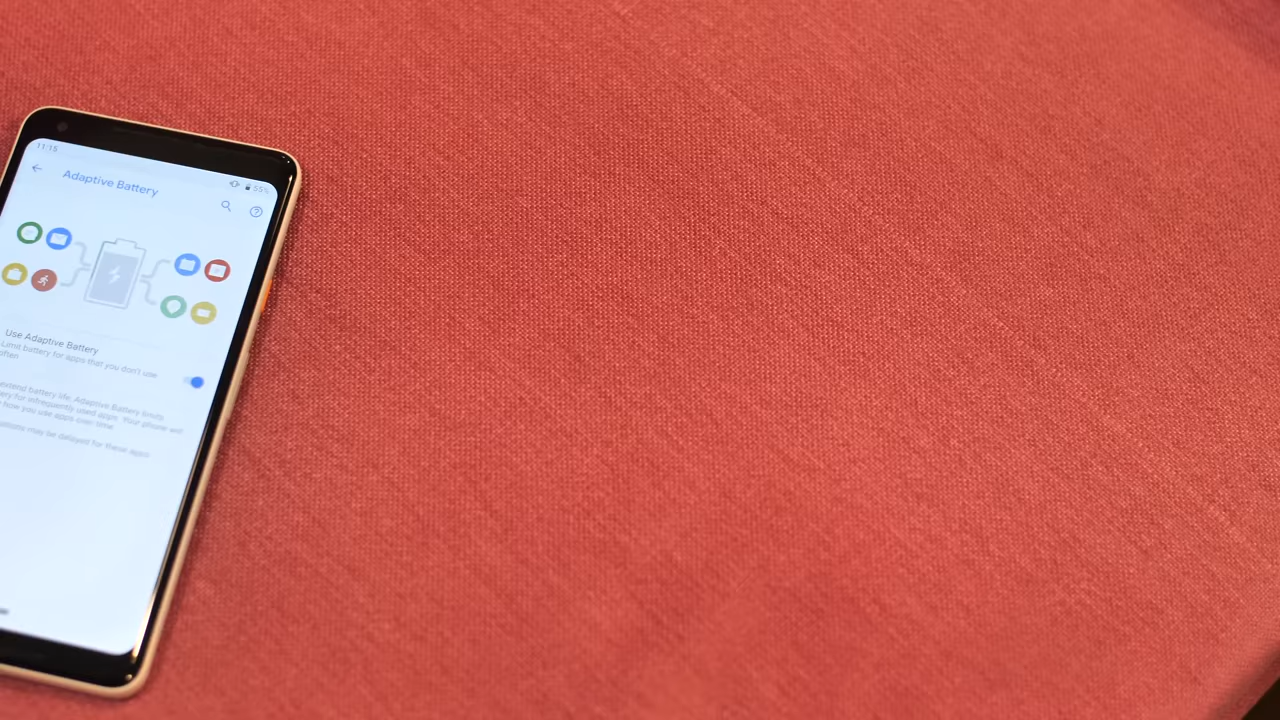 11:15
55%
Adaptive Battery
Use Adaptive Battery
Limit battery for apps that you don't use
often
extend battery life, Adaptive Battery limits
for infrequently used apps. Your phone will
how you use apps over time.
may be delayed for these apps